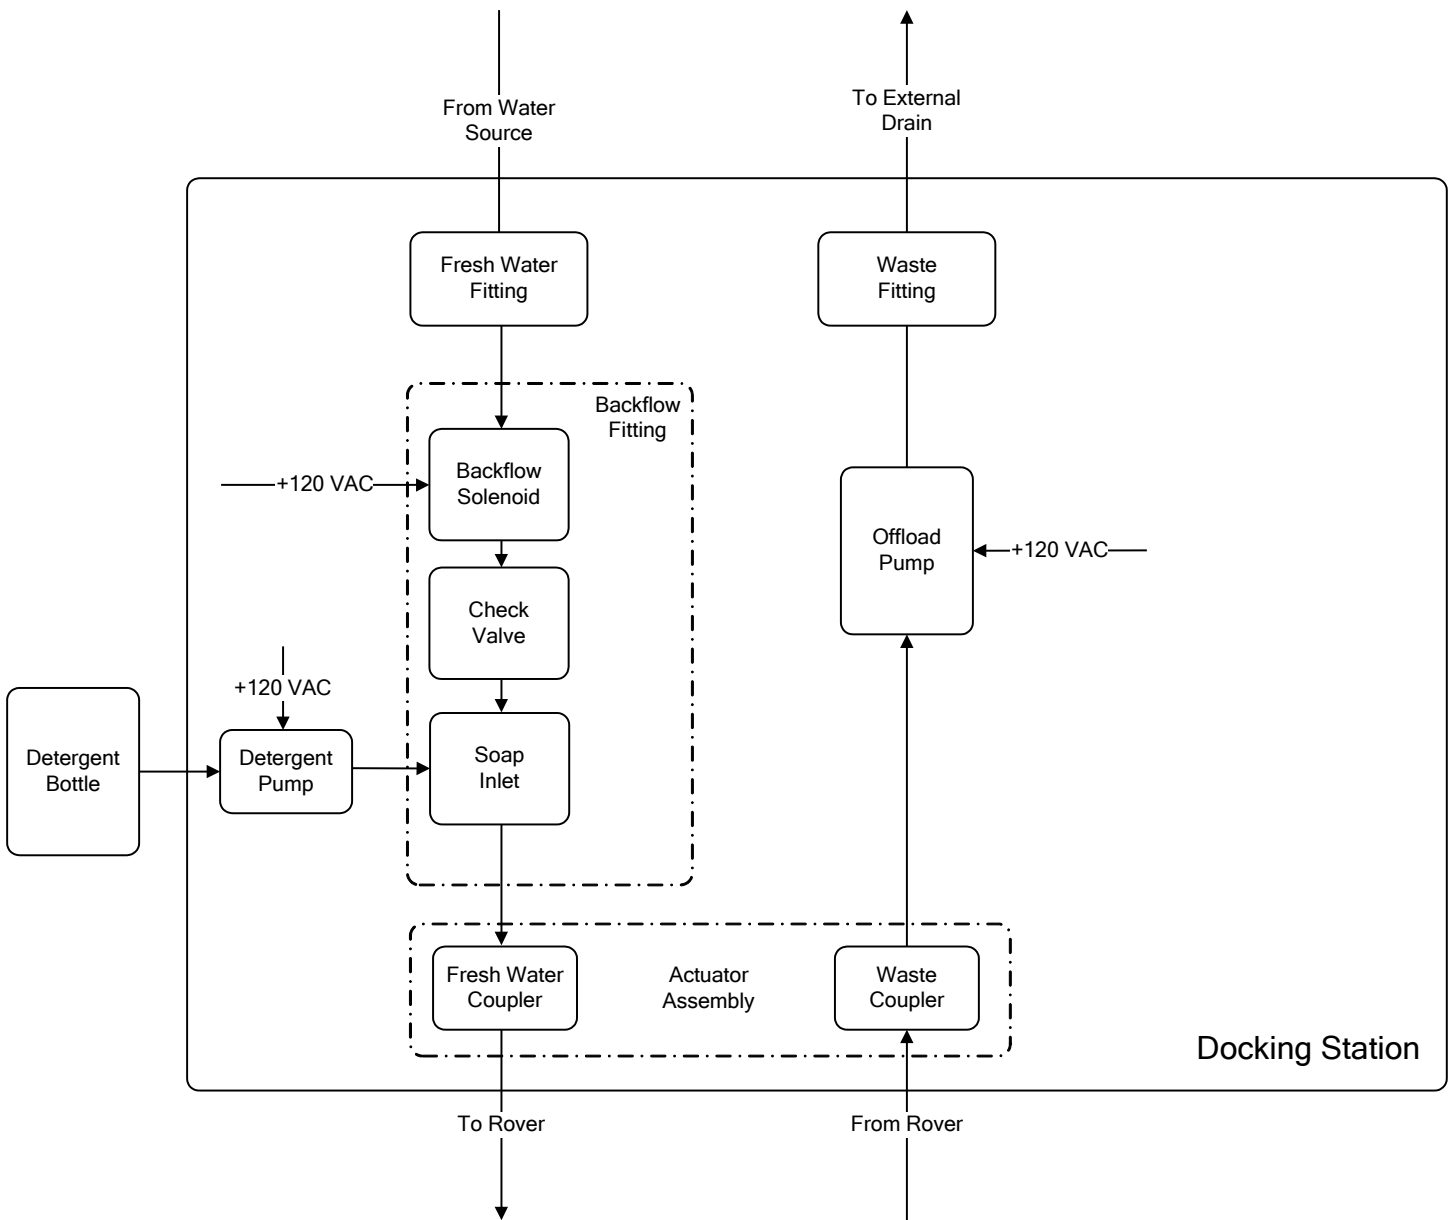 From Water
Source
To External
Drain
Fresh Water
Fitting
Waste
Fitting
Backflow
Fitting
Backflow
Solenoid
+120 VAC
Offload
Pump
+120 VAC
Check
Valve
+120 VAC
Detergent
Bottle
Detergent
Pump
Soap
Inlet
Fresh Water
Coupler
Actuator
Assembly
Waste
Coupler
Docking Station
To Rover
From Rover